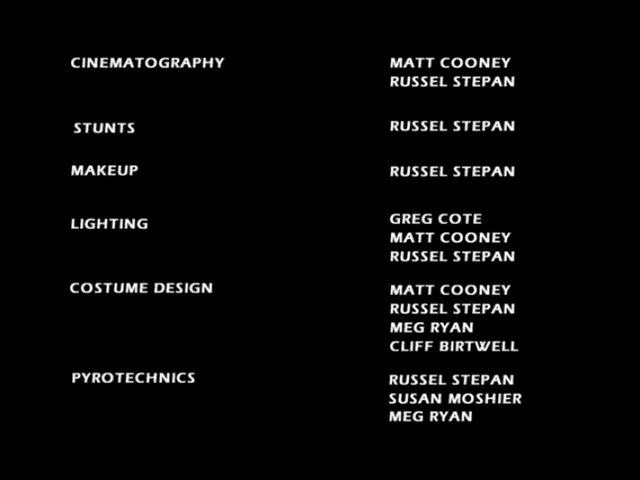 CINEMATOGRAPHY MATT COONEY
RUSSEL STEPAN
STUNTS RUSSEL STEPAN
MAKEUP RUSSEL STEPAN
LIGHTING GREG COTE
MATT COONEY
RUSSEL STEPAN
COSTUME DESIGN MATT COONEY
RUSSEL STEPAN
MEG RYAN
CLIFF BIRTWELL
PYROTECHNICS RUSSEL STEPAN
SUSAN MOSHIER
MEG RYAN